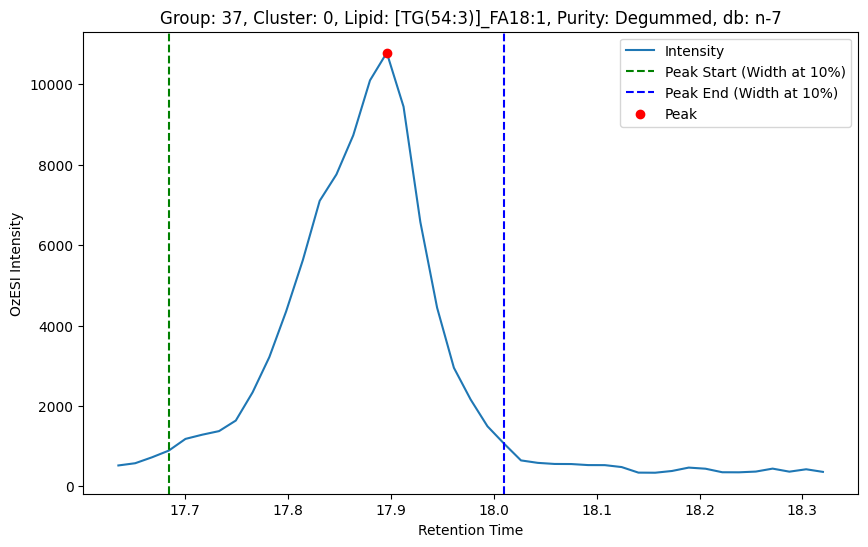 Group: 37, Cluster: 0, Lipid: [TG(54:3)]_FA18:1, Purity: Degummed, db: n-7
Intensity
Peak Start (Width at 10%)
Peak End (Width at 10%)
Peak
OzESI Intensity
10000
8000
6000
4000
2000
0
17.7 17.8 17.9 18.0 18.1 18.2 18.3
Retention Time